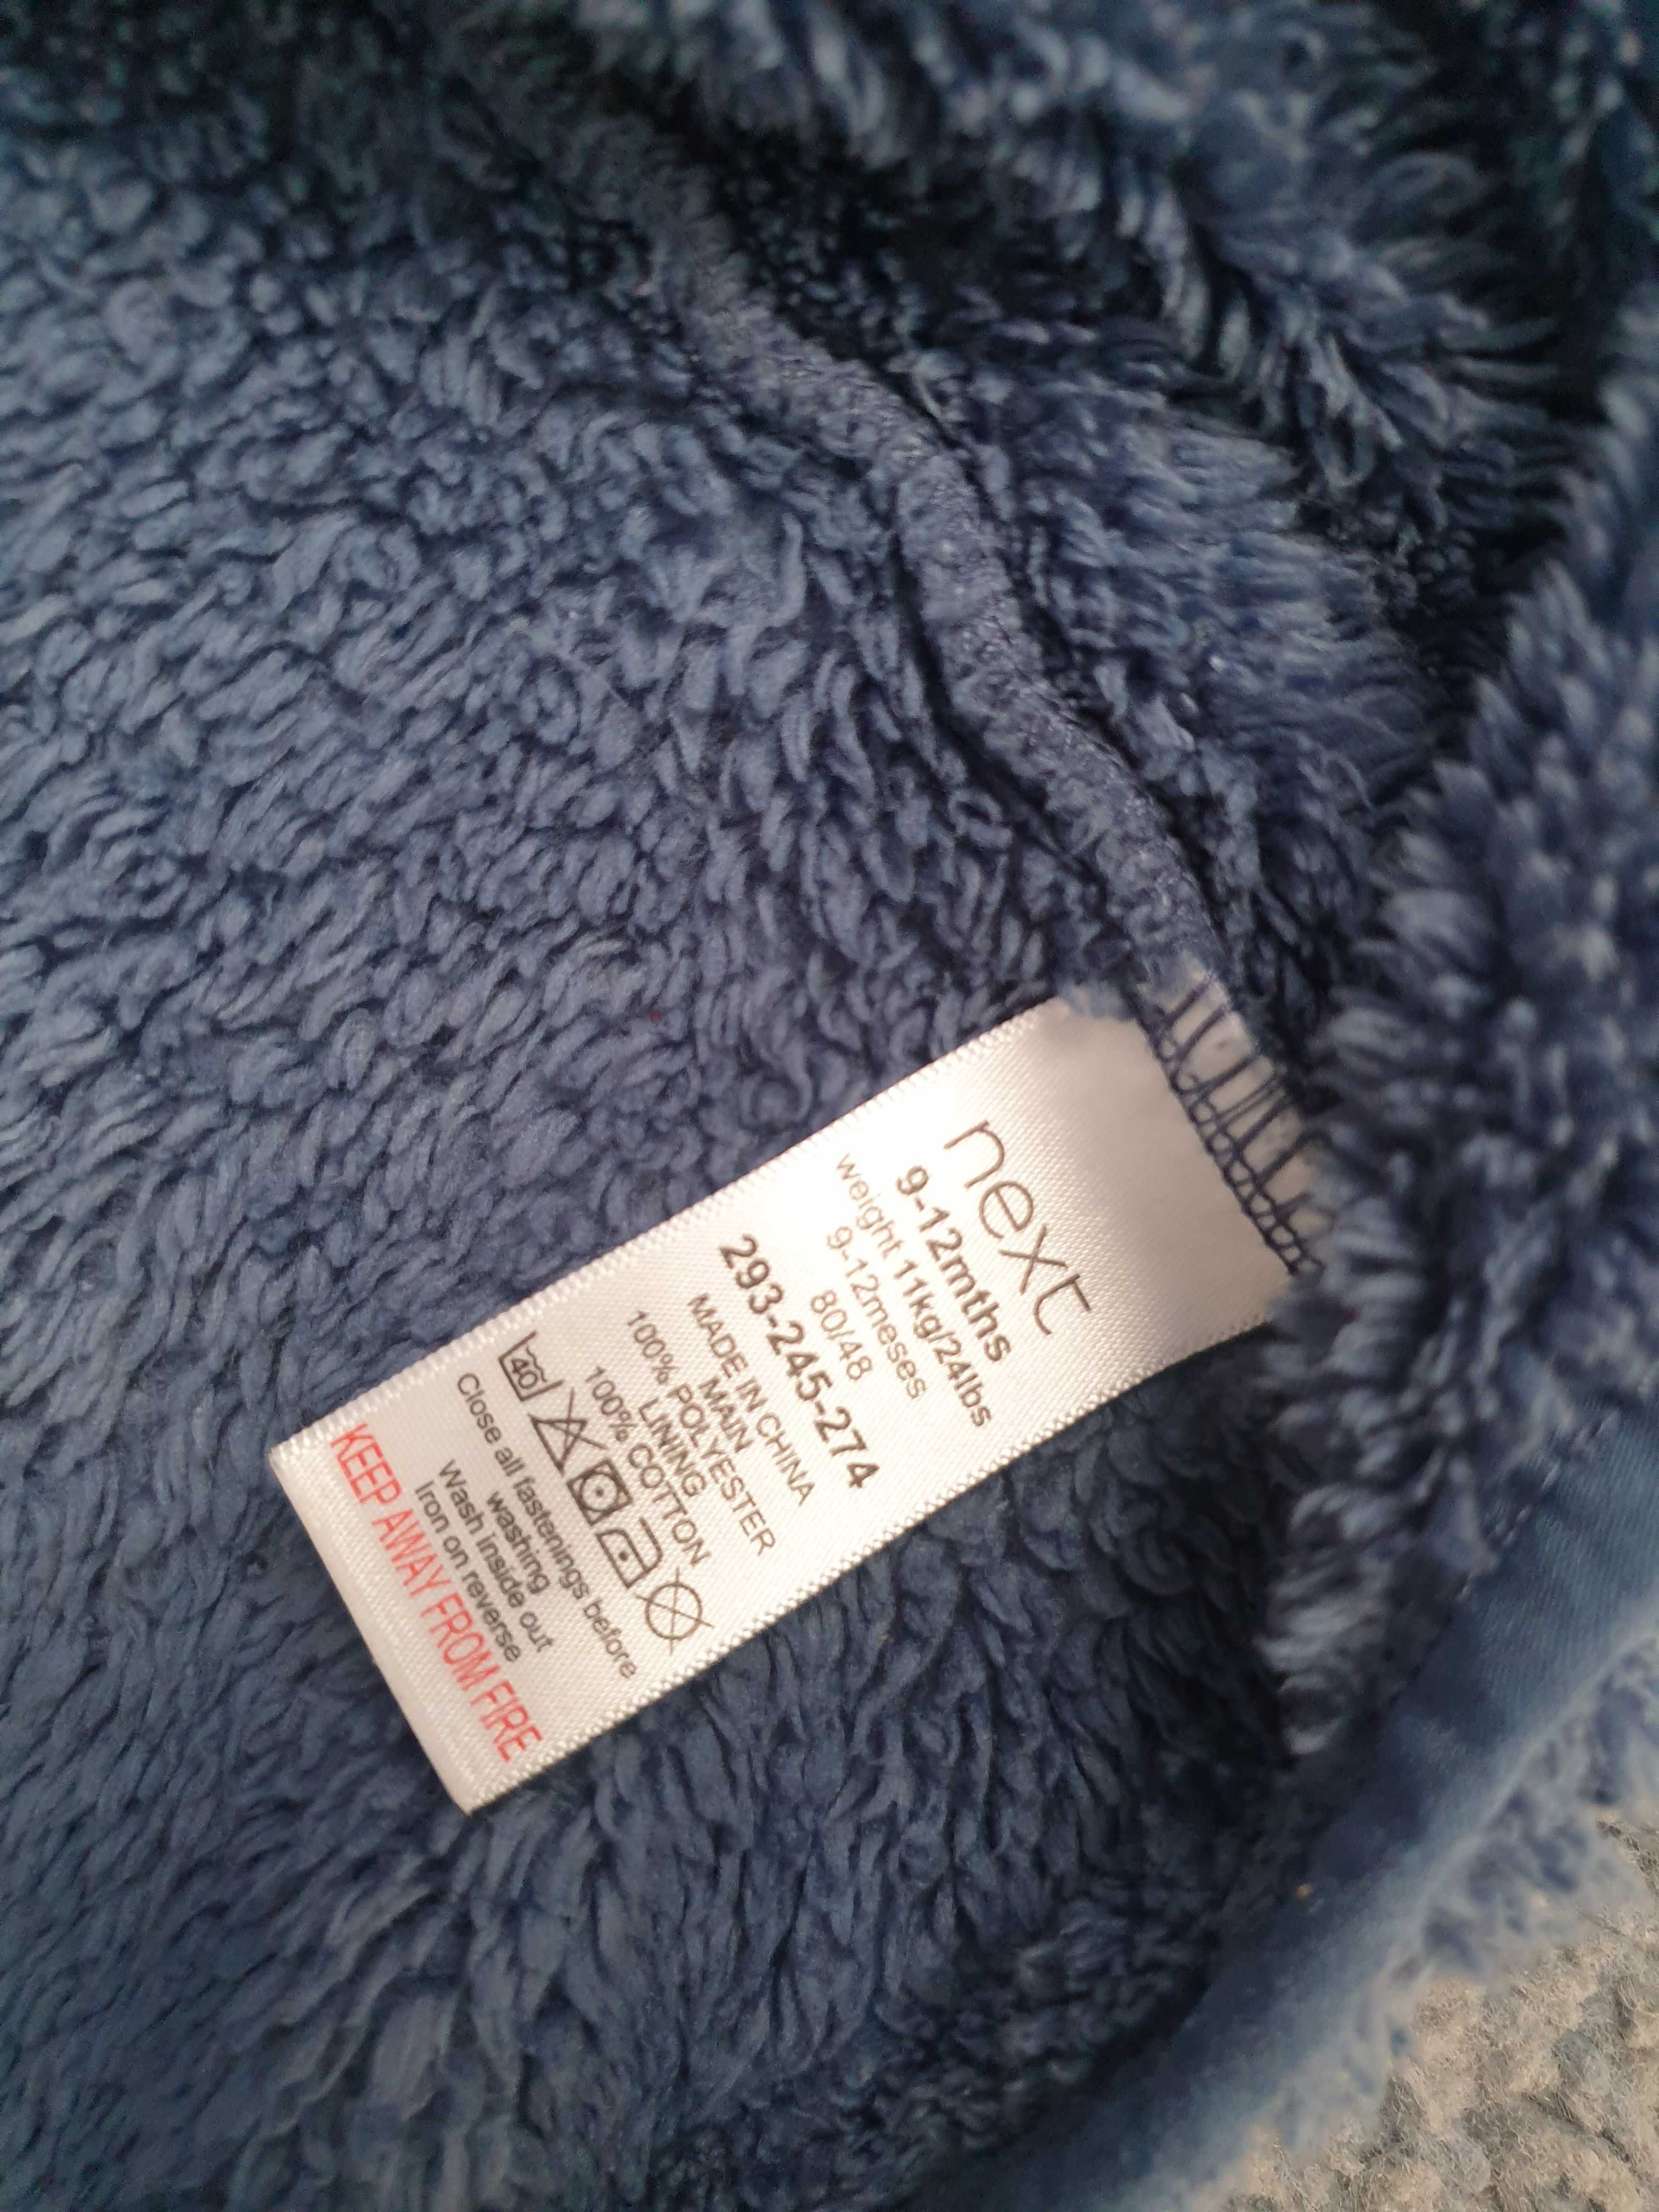 next
9-12mths
weight 11kg/24lbs
9-12meses
80/48
293-245-274
MADE IN CHINA
MAIN
100% POLYESTER
LINING
100% COTTON
40
Close all fastenings before
washing
Wash inside out
Iron on reverse
KEEP AWAY FROM FIRE